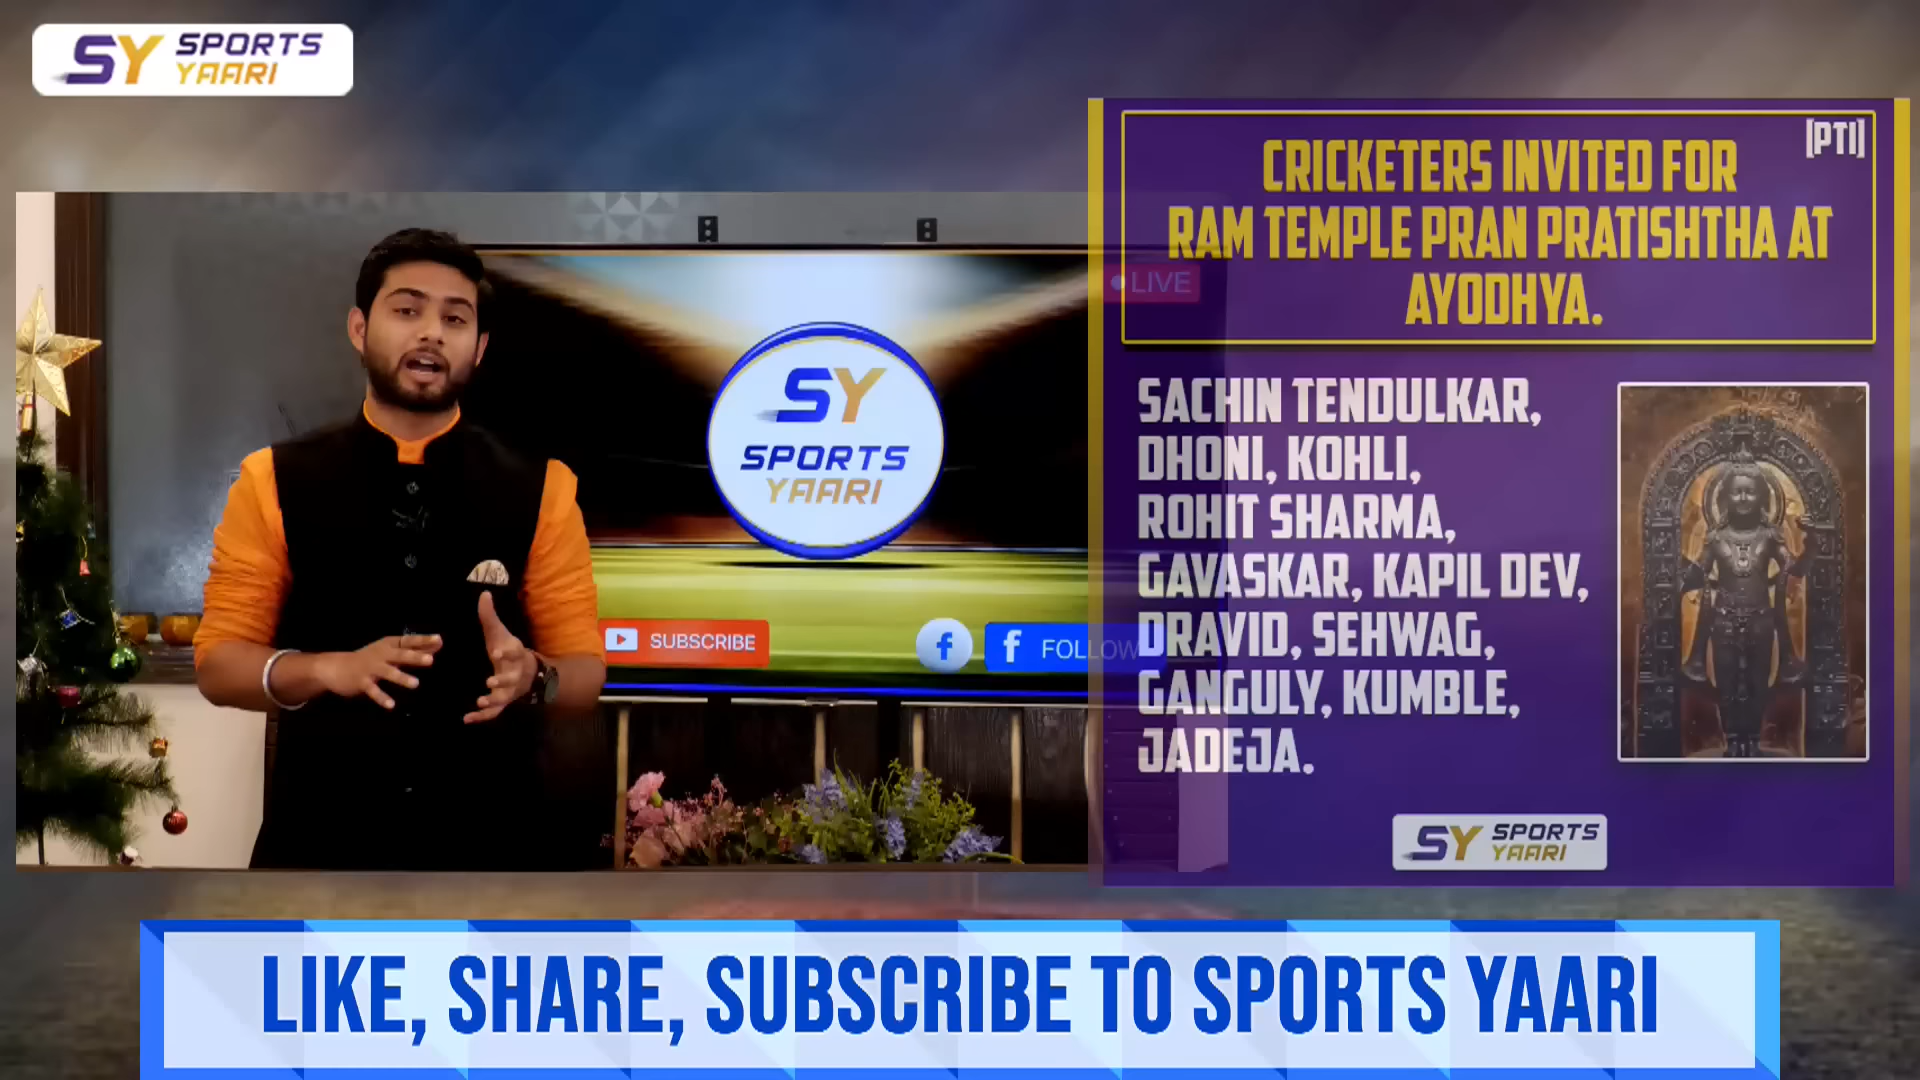 SY SPORTS
YAARI
[PTI]
CRICKETERS INVITED FOR
RAM TEMPLE PRAN PRATISHTHA AT
AYODHYA.
LIVE
SACHIN TENDULKAR,
DHONI, KOHLI,
ROHIT SHARMA,
GAVASKAR, KAPIL DEV,
DRAVID, SEHWAG,
GANGULY, KUMBLE,
JADEJA.
SY
SPORTS
YAARI
SUBSCRIBE
f
f FOLLOW
SY SPORTS
YAARI
LIKE, SHARE, SUBSCRIBE TO SPORTS YAARI